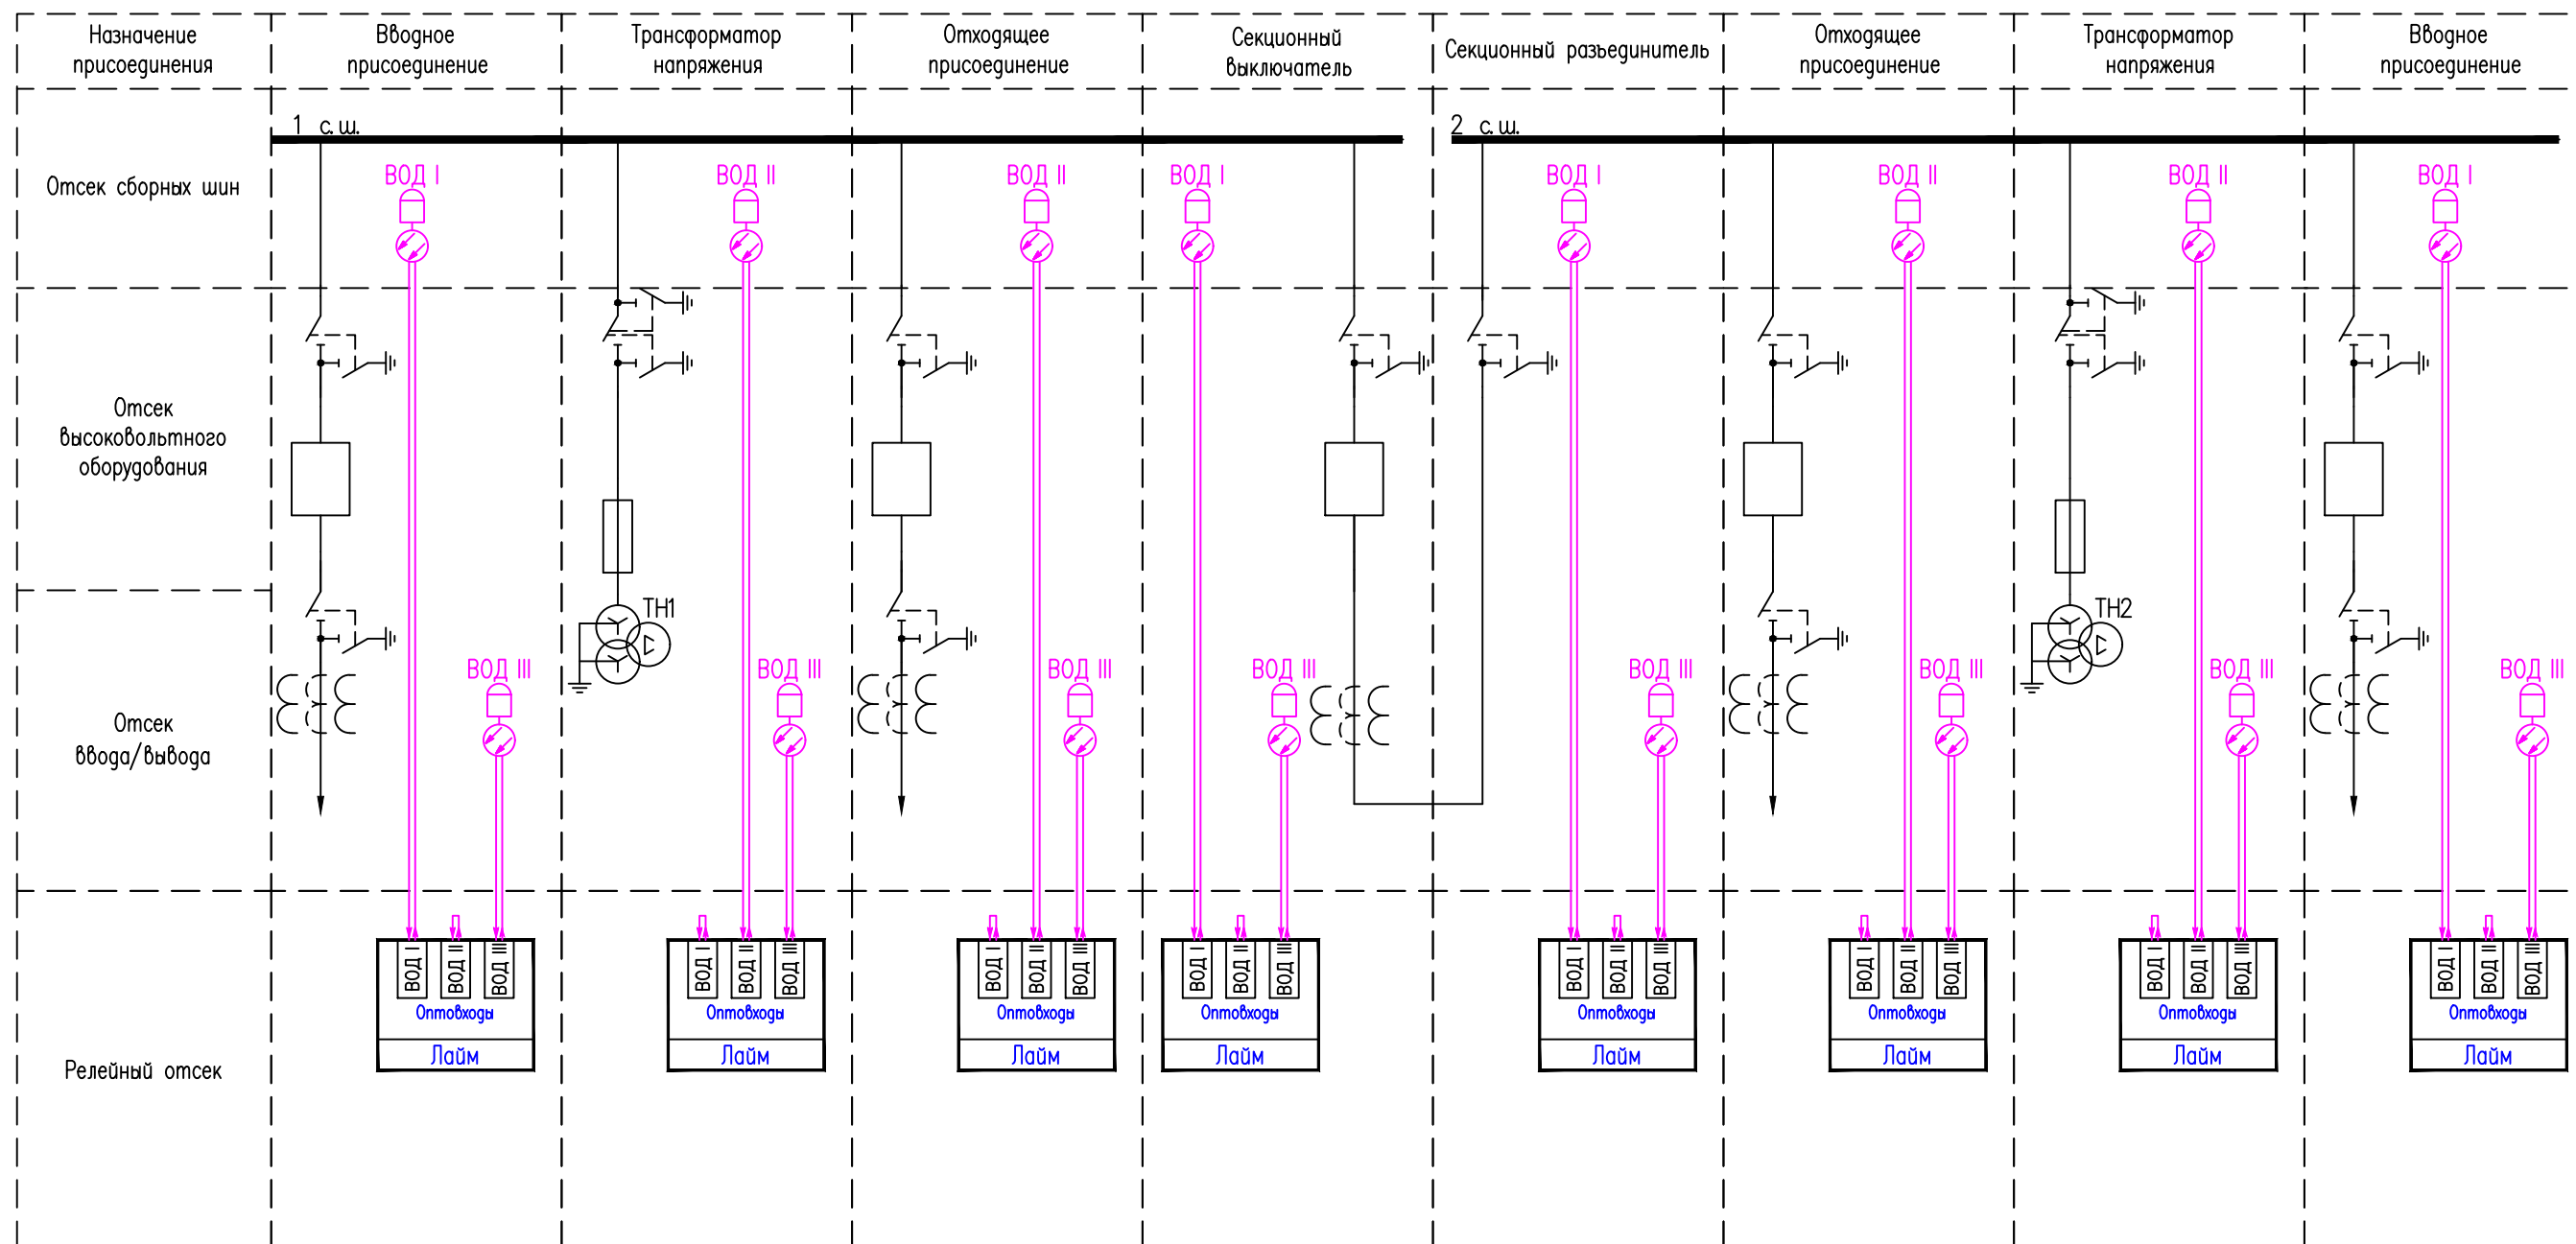 Назначение
присоединения
Вводное
присоединение
Трансформатор
напряжения
Отходящее
присоединение
Секционный
выключатель
Секционный разъединитель
Отходящее
присоединение
Трансформатор
напряжения
Вводное
присоединение
1 с.ш.
2 с.ш.
Отсек сборных шин
ВОД I
ВОД II
ВОД II
ВОД I
ВОД I
ВОД II
ВОД II
ВОД I
Отсек
высоковольтного
оборудования
ТН1
ТН2
Отсек
ввода/вывода
ВОД III
ВОД III
ВОД III
ВОД III
ВОД III
ВОД III
ВОД III
ВОД III
Релейный отсек
ВОД I
ВОД II
ВОД III
Оптовходы
Лайм
ВОД I
ВОД II
ВОД III
Оптовходы
Лайм
ВОД I
ВОД II
ВОД III
Оптовходы
Лайм
ВОД I
ВОД II
ВОД III
Оптовходы
Лайм
ВОД I
ВОД II
ВОД III
Оптовходы
Лайм
ВОД I
ВОД II
ВОД III
Оптовходы
Лайм
ВОД I
ВОД II
ВОД III
Оптовходы
Лайм
ВОД I
ВОД II
ВОД III
Оптовходы
Лайм